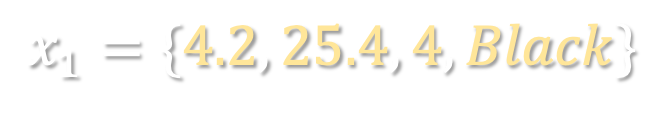 x₁ = {4.2, 25.4, 4, Black}